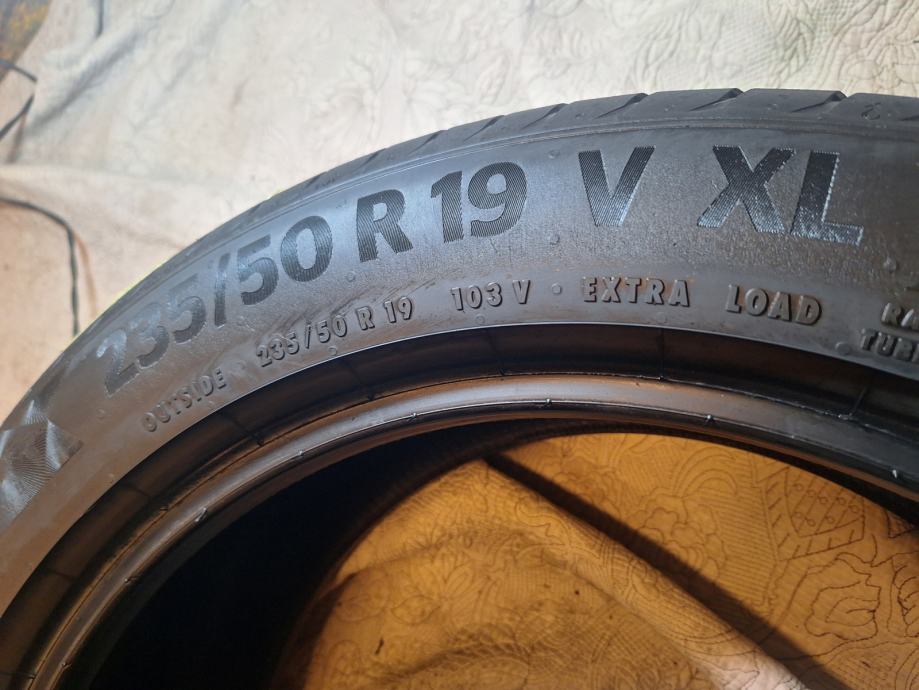 235/50 R 19 V XL
OUTSIDE · 235/50 R 19 103 V · EXTRA LOAD